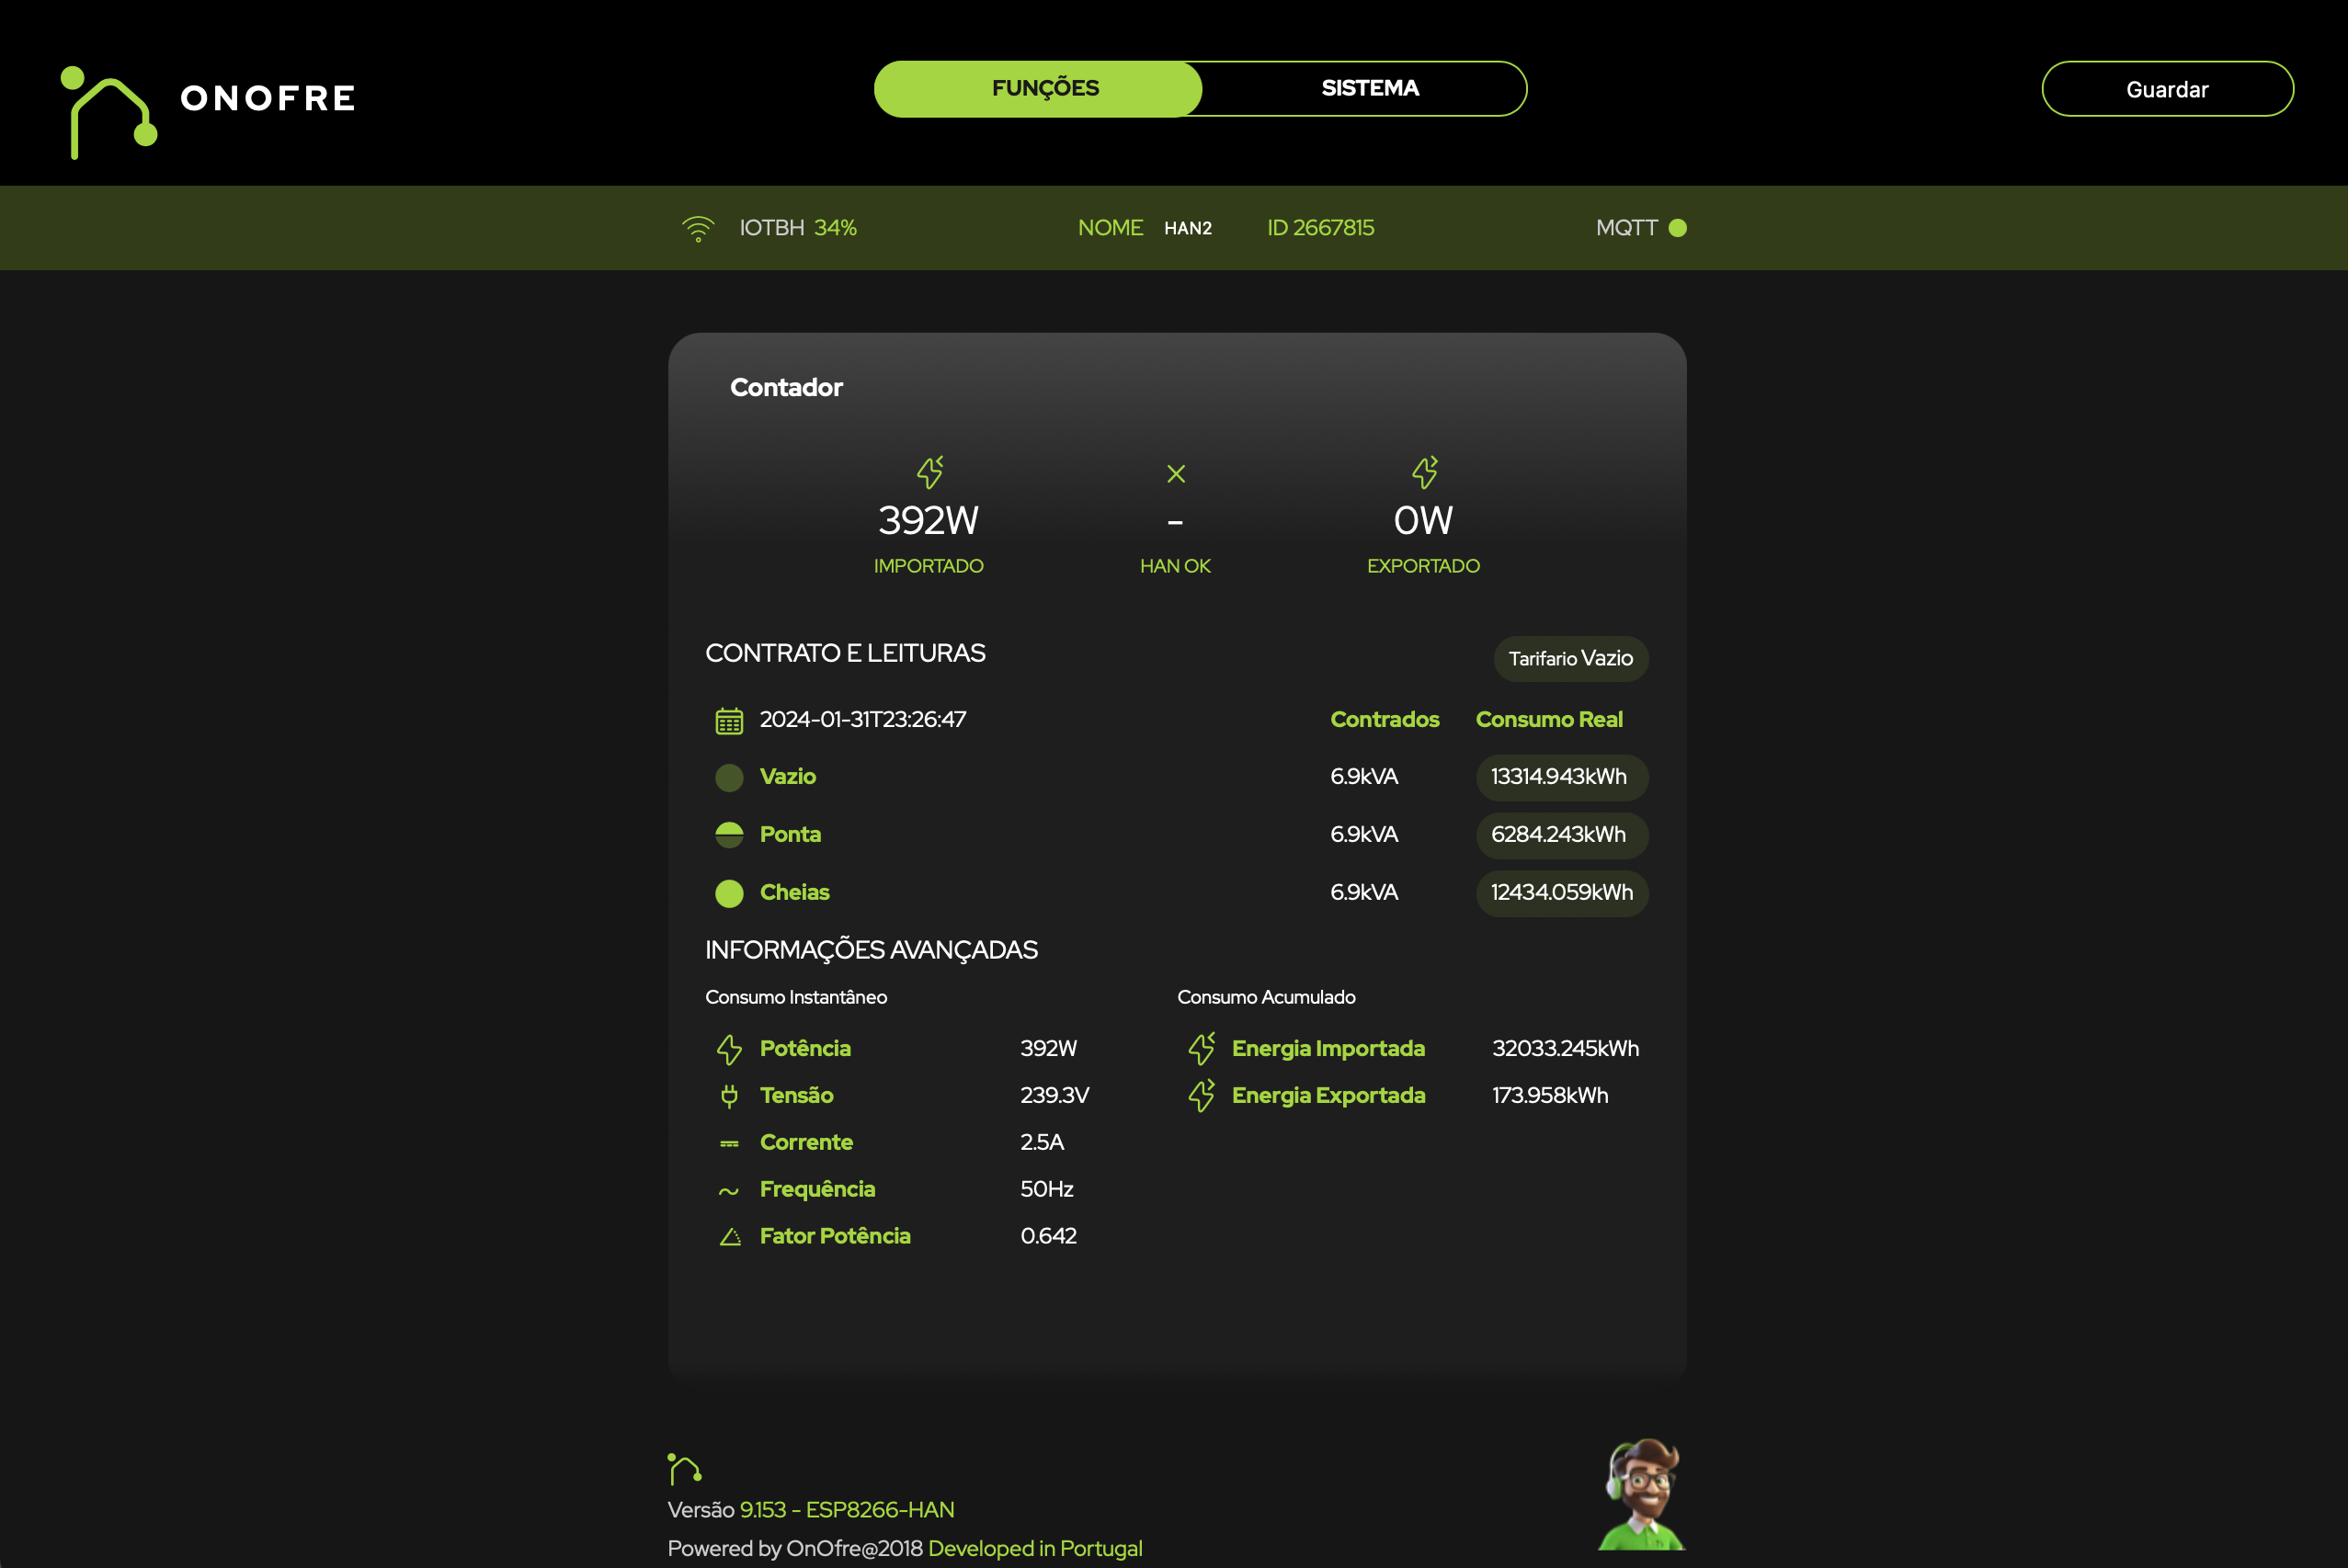 ONOFRE
FUNÇÕES SISTEMA
Guardar
IOTBH 34% NOME HAN2 ID 2667815 MQTT
Contador
392W - 0W
IMPORTADO HAN OK EXPORTADO
CONTRATO E LEITURAS Tarifario Vazio
2024-01-31T23:26:47 Contrados Consumo Real
Vazio 6.9kVA 13314.943kWh
Ponta 6.9kVA 6284.243kWh
Cheias 6.9kVA 12434.059kWh
INFORMAÇÕES AVANÇADAS
Consumo Instantâneo Consumo Acumulado
Potência 392W Energia Importada 32033.245kWh
Tensão 239.3V Energia Exportada 173.958kWh
Corrente 2.5A
Frequência 50Hz
Fator Potência 0.642
Versão 9.153 - ESP8266-HAN
Powered by OnOfre@2018 Developed in Portugal